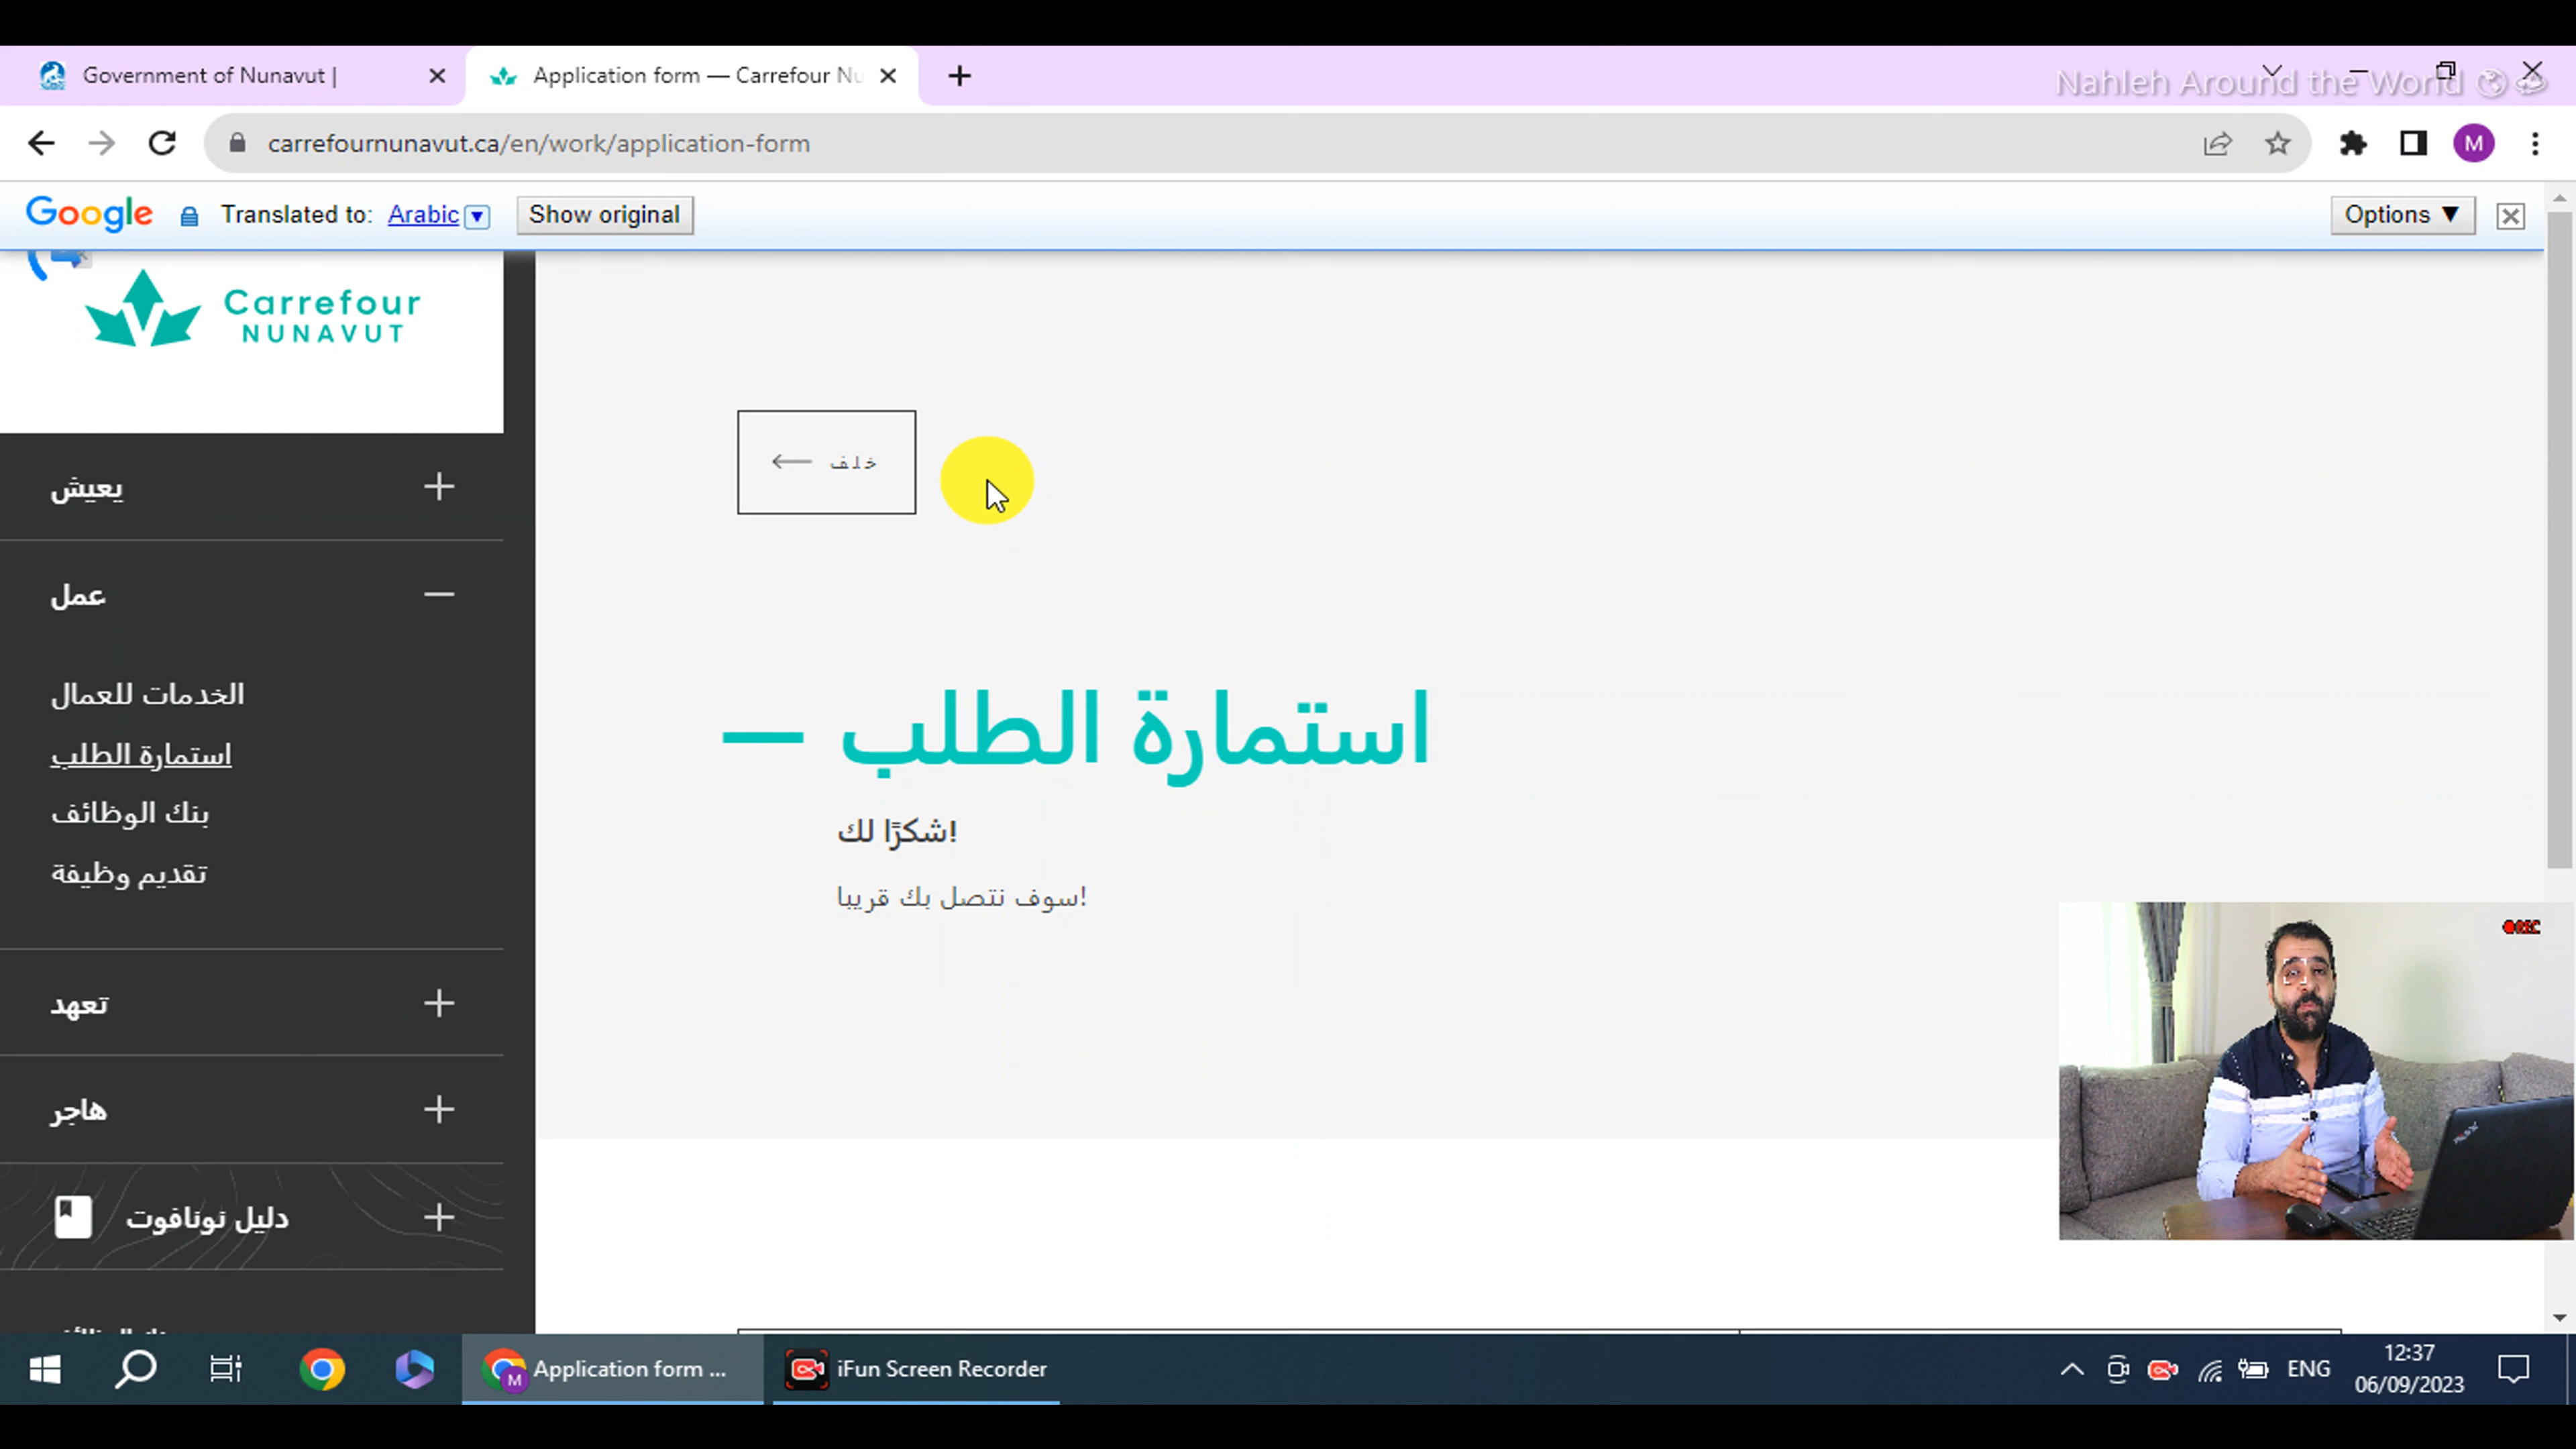 Government of Nunavut |
Application form — Carrefour Nu
Nahleh Around the World
carrefournunavut.ca/en/work/application-form
M
Google
Translated to: Arabic
Show original
Options ▼
Carrefour
NUNAVUT
خلف
يعيش
عمل
الخدمات للعمال
استمارة الطلب
بنك الوظائف
تقديم وظيفة
تعهد
هاجر
دليل نونافوت
استمارة الطلب —
شكرًا لك!
سوف نتصل بك قريبا!
REC
M
Application form ...
iFun Screen Recorder
ENG
12:37
06/09/2023